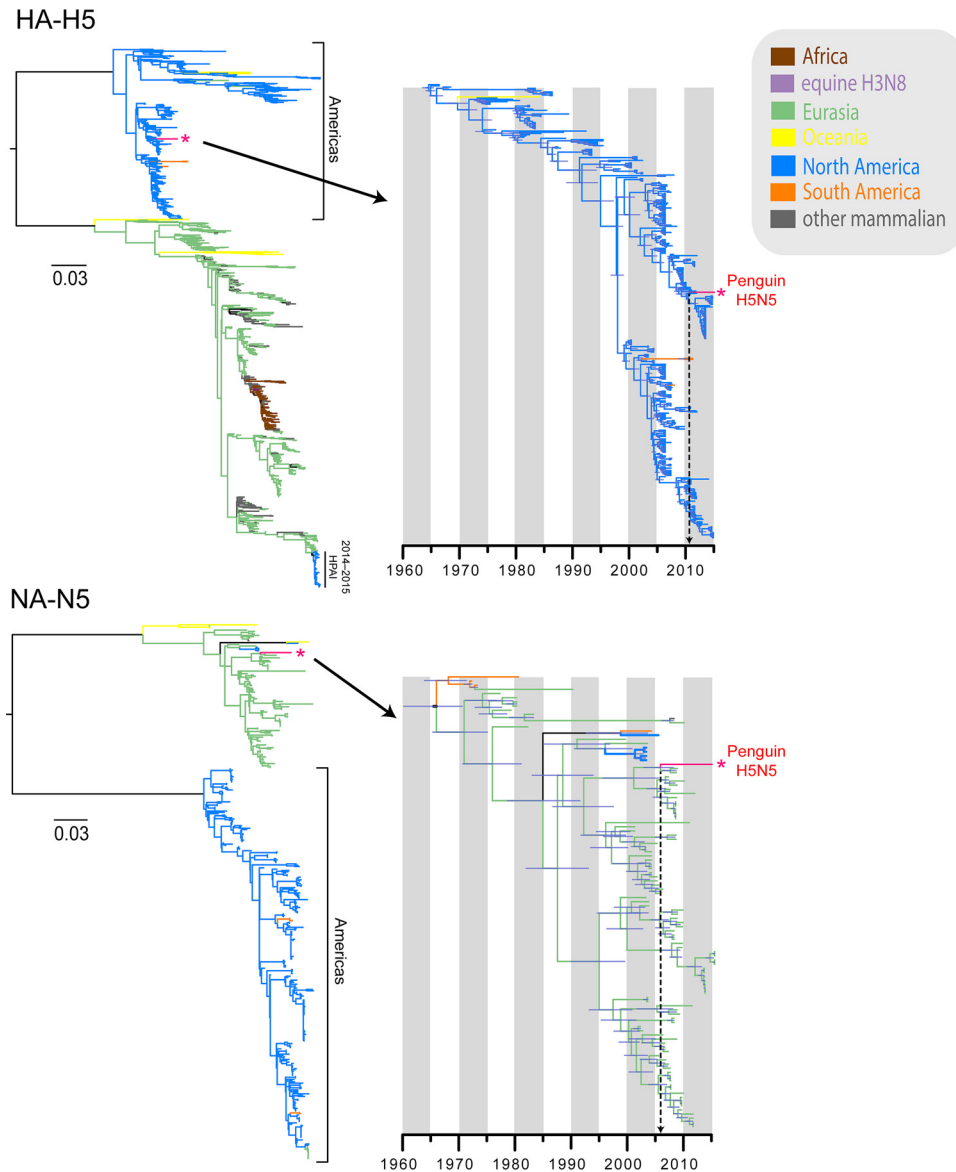 HA-H5
Americas
*
0.03
2014–2015
HPAI
Africa
equine H3N8
Eurasia
Oceania
North America
South America
other mammalian
* Penguin
H5N5
1960 1970 1980 1990 2000 2010
NA-N5
*
0.03
Americas
Penguin
* H5N5
1960 1970 1980 1990 2000 2010